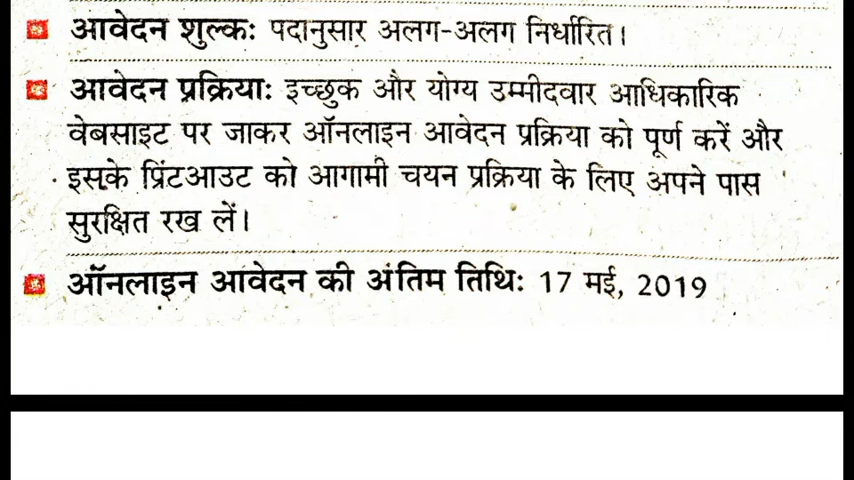 आवेदन शुल्क: पदानुसार अलग-अलग निर्धारित।
आवेदन प्रक्रिया: इच्छुक और योग्य उम्मीदवार आधिकारिक
वेबसाइट पर जाकर ऑनलाइन आवेदन प्रक्रिया को पूर्ण करें और
इसके प्रिंटआउट को आगामी चयन प्रक्रिया के लिए अपने पास
सुरक्षित रख लें।
ऑनलाइन आवेदन की अंतिम तिथि: 17 मई, 2019